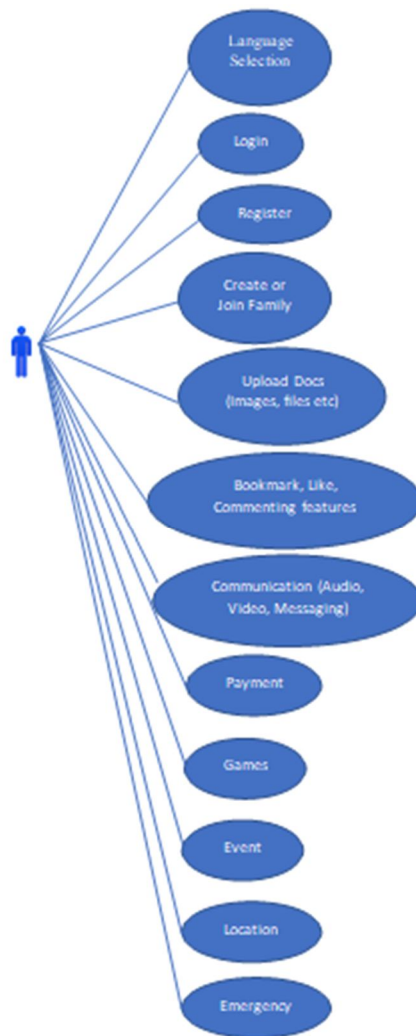 Language
Selection
Login
Register
Create or
Join Family
Upload Docs
(Images, files etc)
Bookmark, Like,
Commenting features
Communication (Audio,
Video, Messaging)
Payment
Games
Event
Location
Emergency